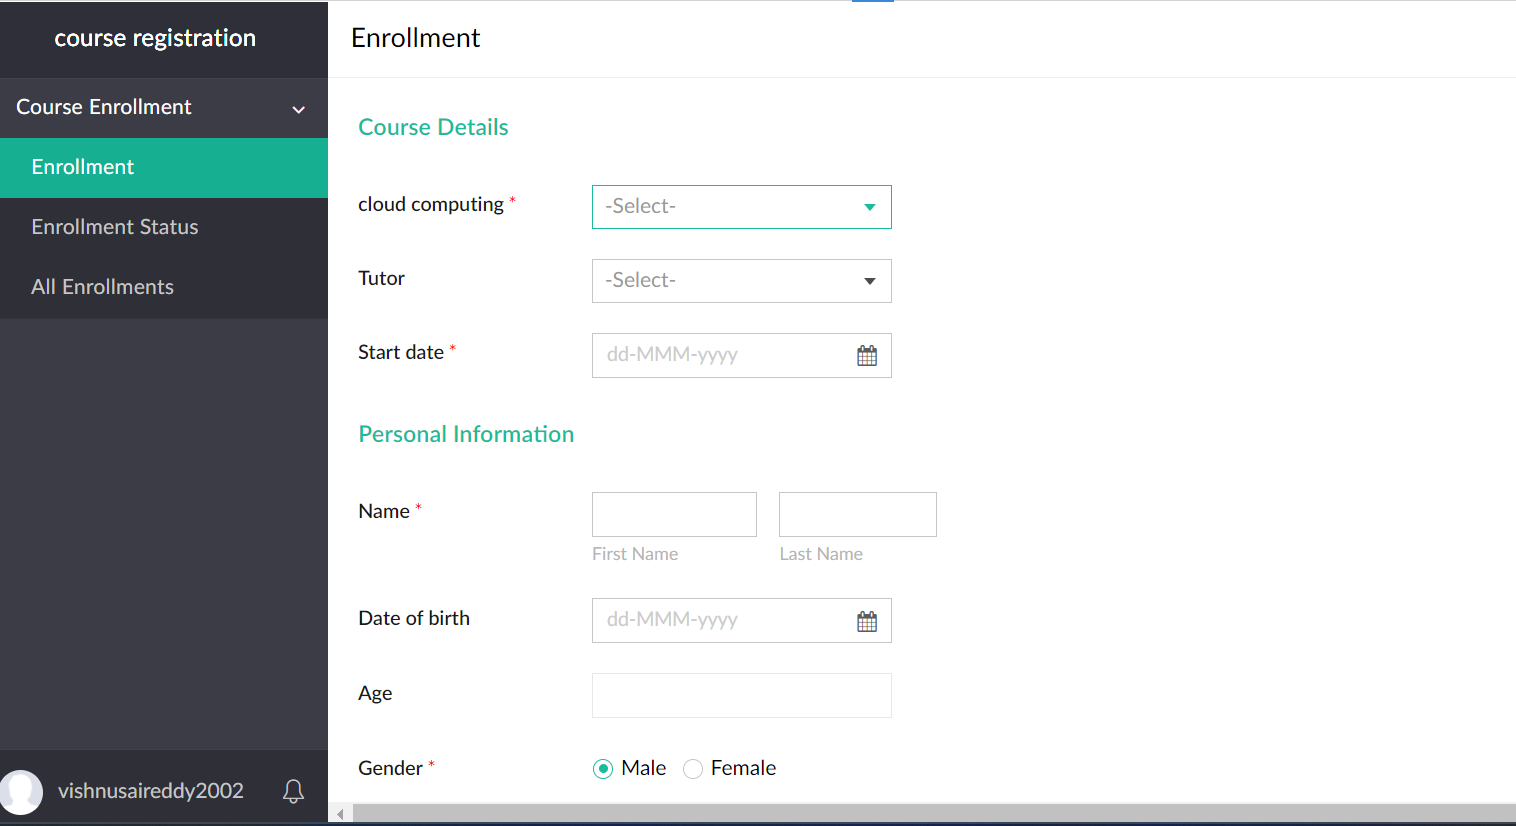 course registration
Course Enrollment
Enrollment
Enrollment Status
All Enrollments
vishnusaireddy2002
Enrollment
Course Details
cloud computing * -Select-
Tutor -Select-
Start date * dd-MMM-yyyy
Personal Information
Name *
First Name Last Name
Date of birth dd-MMM-yyyy
Age
Gender * Male Female